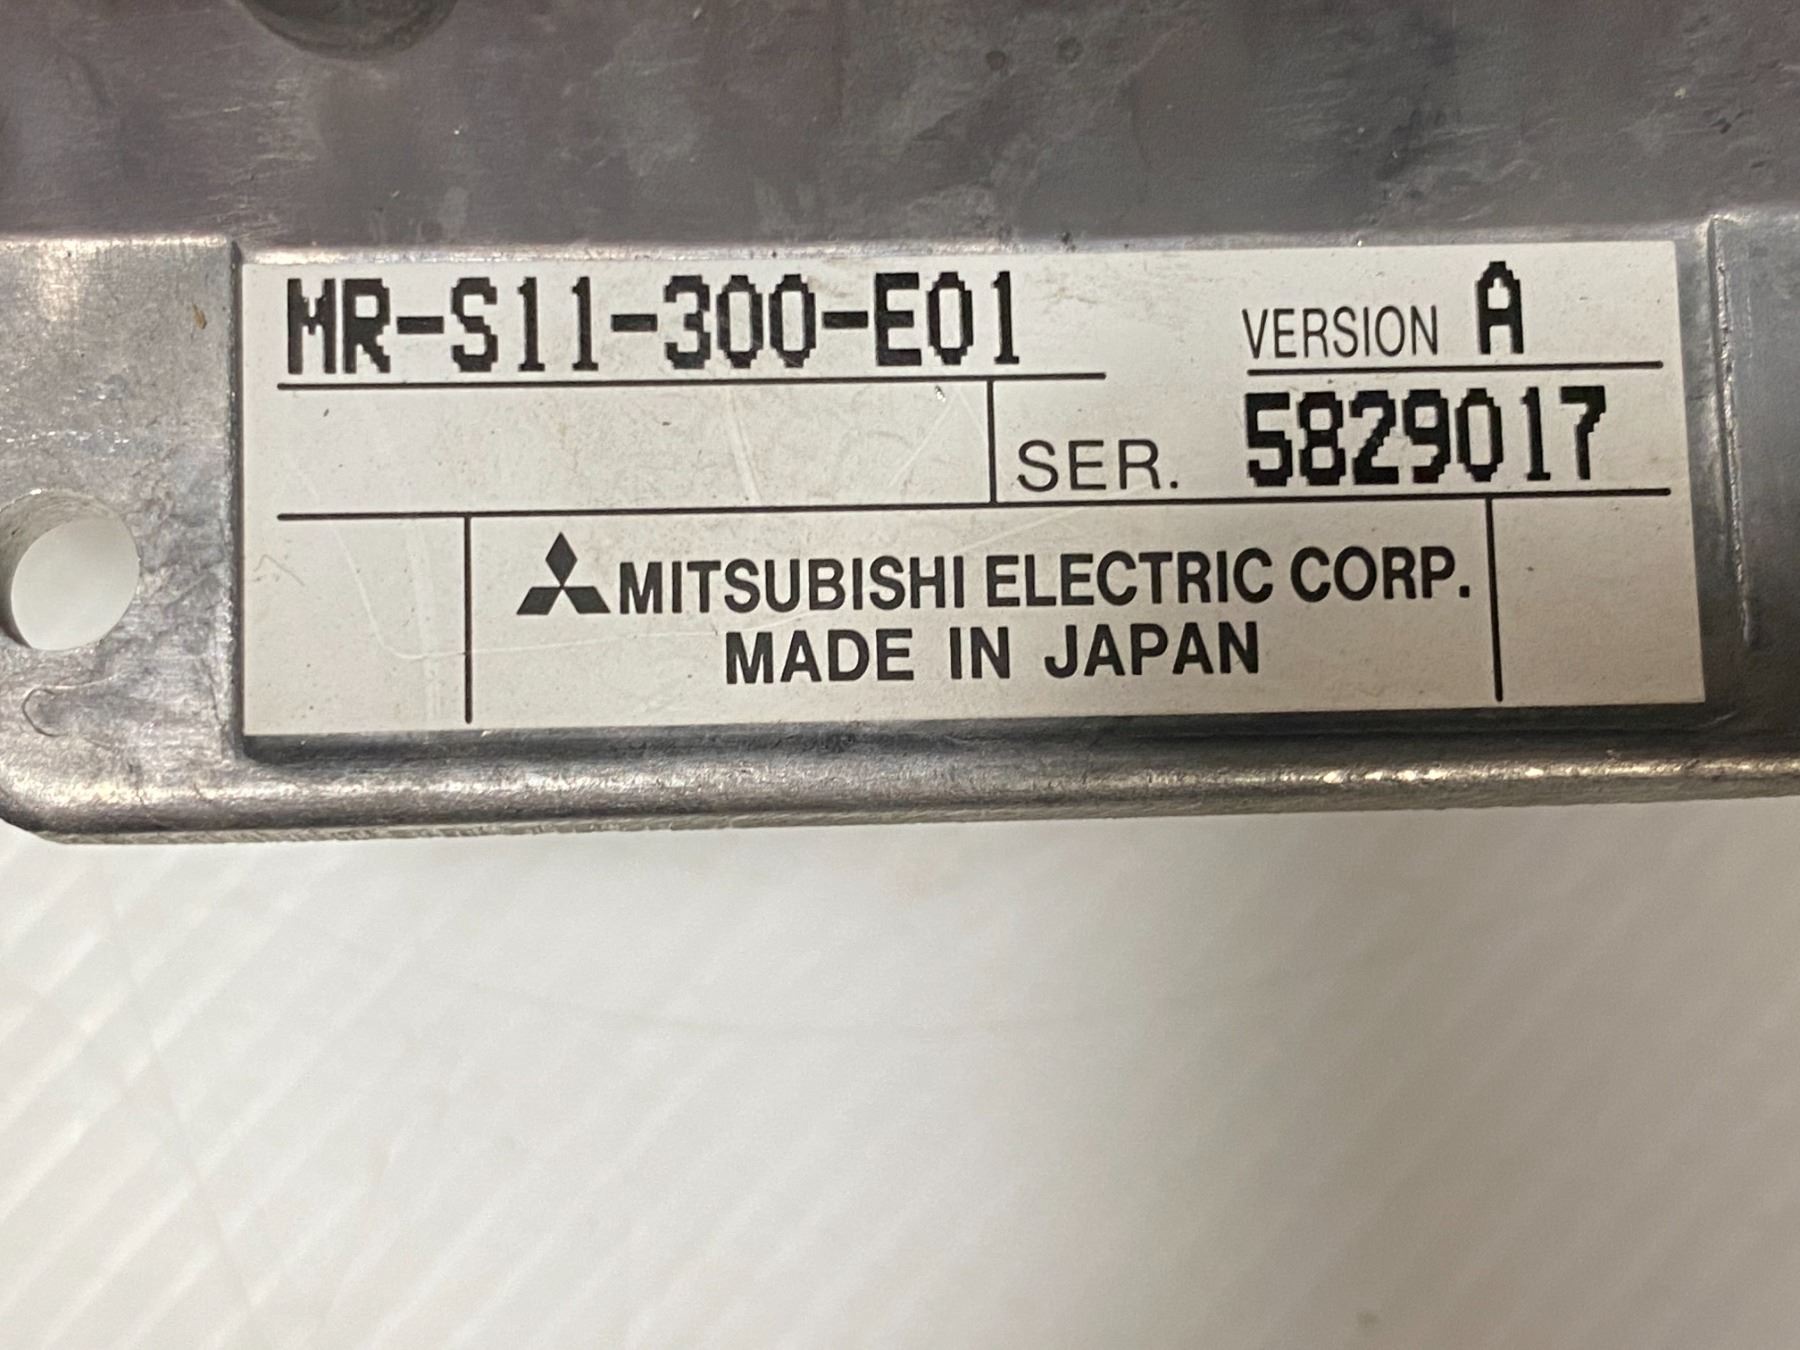 MR-S11-300-E01 VERSION A
SER. 5829017
MITSUBISHI ELECTRIC CORP.
MADE IN JAPAN